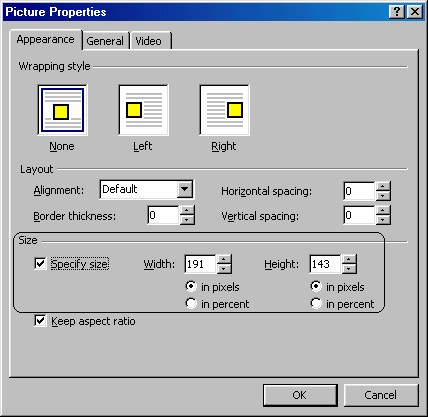 Picture Properties
Appearance General Video
Wrapping style
None Left Right
Layout
Alignment: Default Horizontal spacing: 0
Border thickness: 0 Vertical spacing: 0
Size
Specify size Width: 191 Height: 143
in pixels in pixels
in percent in percent
Keep aspect ratio
OK Cancel